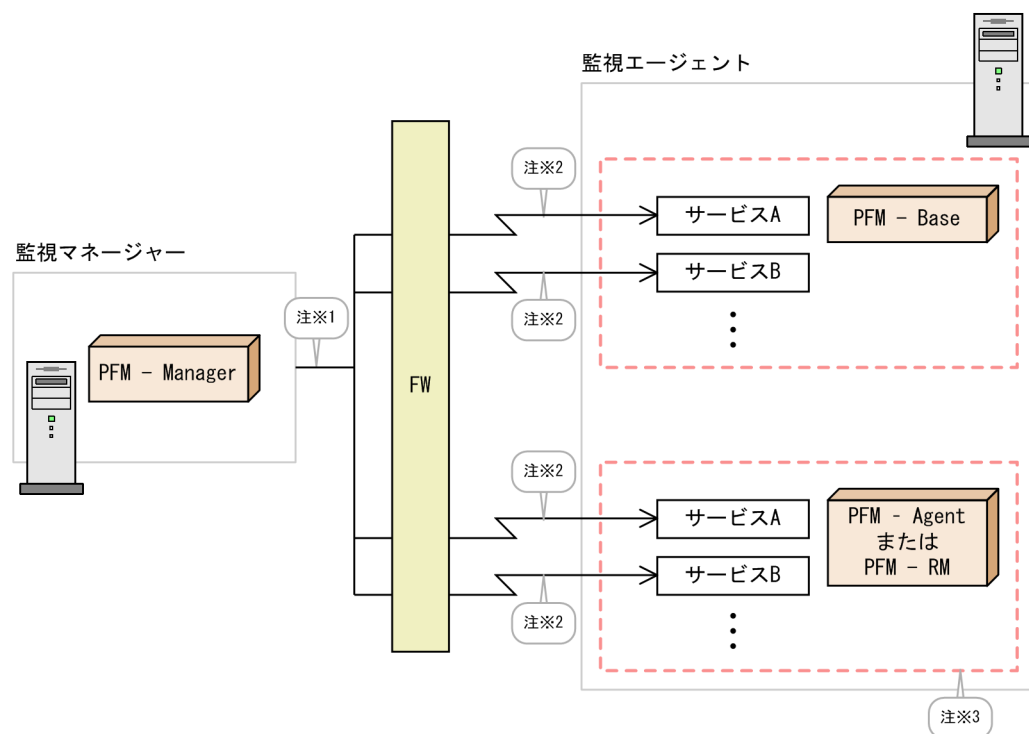 監視エージェント
注※2
サービスA
PFM − Base
監視マネージャー
サービスB
注※1
注※2
PFM − Manager
FW
注※2
サービスA
PFM − Agent
または
PFM − RM
サービスB
注※2
注※3